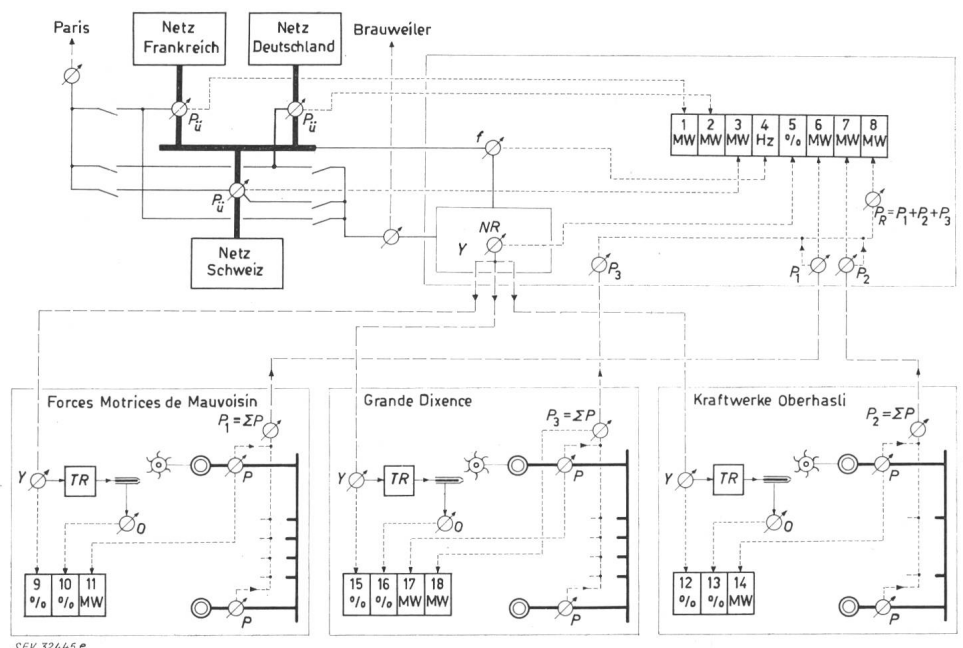 Paris
Netz
Frankreich
Netz
Deutschland
Brauweiler
Pü
Pü
f
1 2 3 4 5 6 7 8
MW MW MW Hz % MW MW MW
Pü
PR = P1 + P2 + P3
NR
Y
Netz
Schweiz
P3
P1
P2
Forces Motrices de Mauvoisin
P1 = ΣP
Y
TR
P
O
9 10 11
% % MW
P
Grande Dixence
P3 = ΣP
Y
TR
P
O
15 16 17 18
% % MW MW
P
Kraftwerke Oberhasli
P2 = ΣP
Y
TR
P
O
12 13 14
% % MW
P
SEV 32445 e